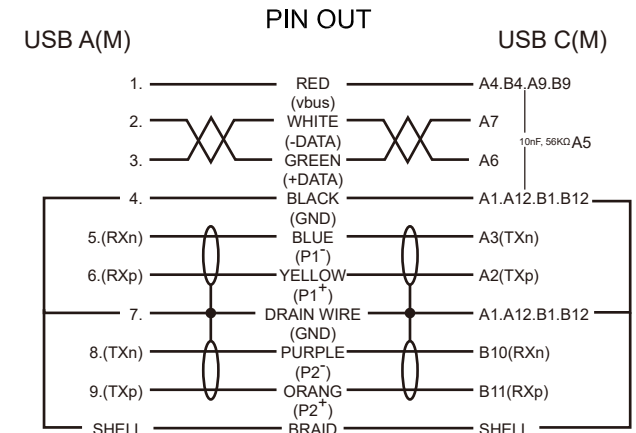 PIN OUT
USB A(M) USB C(M)
1. RED A4.B4.A9.B9
(vbus)
2. WHITE A7
(-DATA) 10nF, 56KΩ A5
3. GREEN A6
(+DATA)
4. BLACK A1.A12.B1.B12
(GND)
5.(RXn) BLUE A3(TXn)
(P1-)
6.(RXp) YELLOW A2(TXp)
(P1+)
7. DRAIN WIRE A1.A12.B1.B12
(GND)
8.(TXn) PURPLE B10(RXn)
(P2-)
9.(TXp) ORANG B11(RXp)
(P2+)
SHELL BRAID SHELL